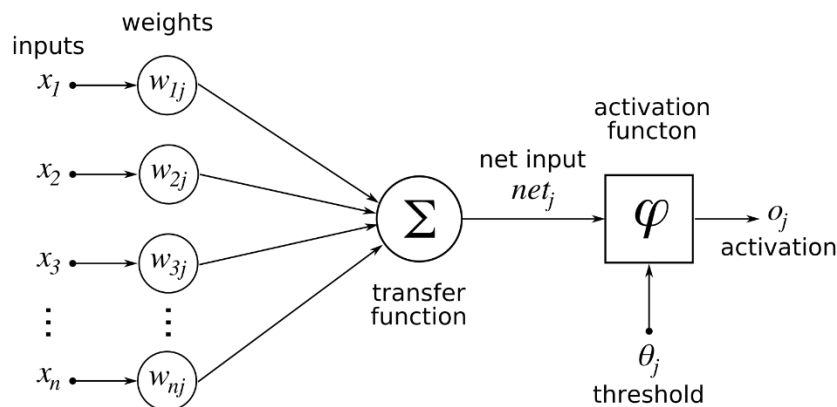 weights
inputs
x1 w1j
x2 w2j
x3 w3j
⋮ ⋮
xn wnj
Σ
transfer
function
net input
netj
activation
functon
φ
oj
activation
θj
threshold